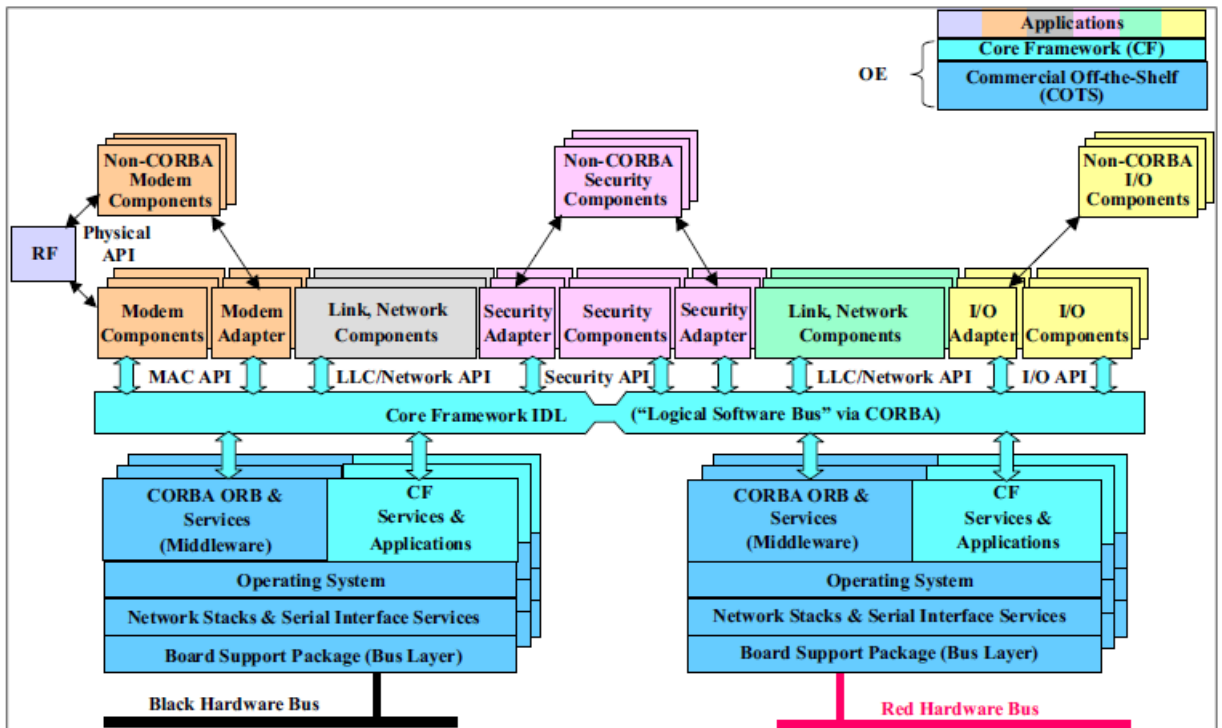 Applications
Core Framework (CF)
OE
Commercial Off-the-Shelf
(COTS)
Non-CORBA
Modem
Components
Non-CORBA
Security
Components
Non-CORBA
I/O
Components
RF
Physical
API
Modem
Components
Modem
Adapter
Link, Network
Components
Security
Adapter
Security
Components
Security
Adapter
Link, Network
Components
I/O
Adapter
I/O
Components
MAC API
LLC/Network API
Security API
LLC/Network API
I/O API
Core Framework IDL
(“Logical Software Bus” via CORBA)
CORBA ORB &
Services
(Middleware)
CF
Services &
Applications
Operating System
Network Stacks & Serial Interface Services
Board Support Package (Bus Layer)
CORBA ORB &
Services
(Middleware)
CF
Services &
Applications
Operating System
Network Stacks & Serial Interface Services
Board Support Package (Bus Layer)
Black Hardware Bus
Red Hardware Bus